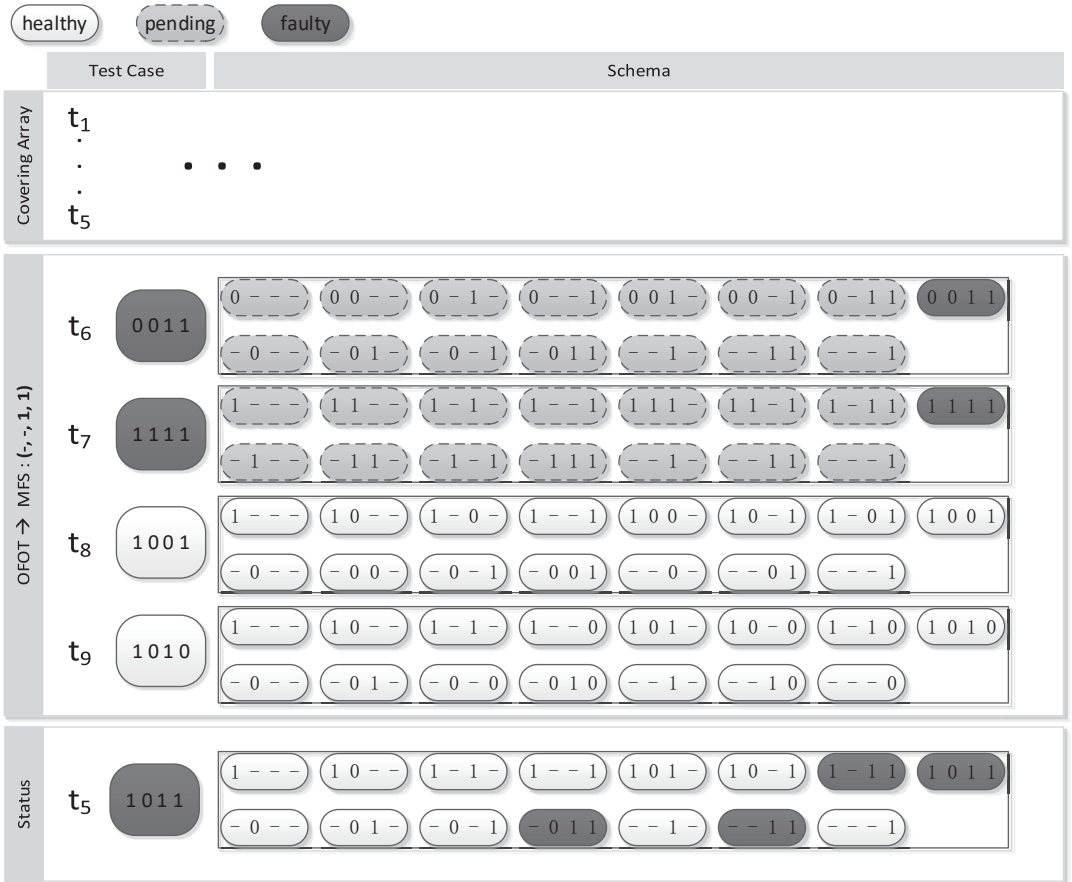 healthy pending faulty
Test Case Schema
Covering Array
t1
. . .
t5
OFOT → MFS : (-, -, 1, 1)
t6 0 0 1 1
0 - - - 0 0 - - 0 - 1 - 0 - - 1 0 0 1 - 0 0 - 1 0 - 1 1 0 0 1 1
- 0 - - - 0 1 - - 0 - 1 - 0 1 1 - - 1 - - - 1 1 - - - 1
t7 1 1 1 1
1 - - - 1 1 - - 1 - 1 - 1 - - 1 1 1 1 - 1 1 - 1 1 - 1 1 1 1 1 1
- 1 - - - 1 1 - - 1 - 1 - 1 1 1 - - 1 - - - 1 1 - - - 1
t8 1 0 0 1
1 - - - 1 0 - - 1 - 0 - 1 - - 1 1 0 0 - 1 0 - 1 1 - 0 1 1 0 0 1
- 0 - - - 0 0 - - 0 - 1 - 0 0 1 - - 0 - - - 0 1 - - - 1
t9 1 0 1 0
1 - - - 1 0 - - 1 - 1 - 1 - - 0 1 0 1 - 1 0 - 0 1 - 1 0 1 0 1 0
- 0 - - - 0 1 - - 0 - 0 - 0 1 0 - - 1 - - - 1 0 - - - 0
Status
t5 1 0 1 1
1 - - - 1 0 - - 1 - 1 - 1 - - 1 1 0 1 - 1 0 - 1 1 - 1 1 1 0 1 1
- 0 - - - 0 1 - - 0 - 1 - 0 1 1 - - 1 - - - 1 1 - - - 1